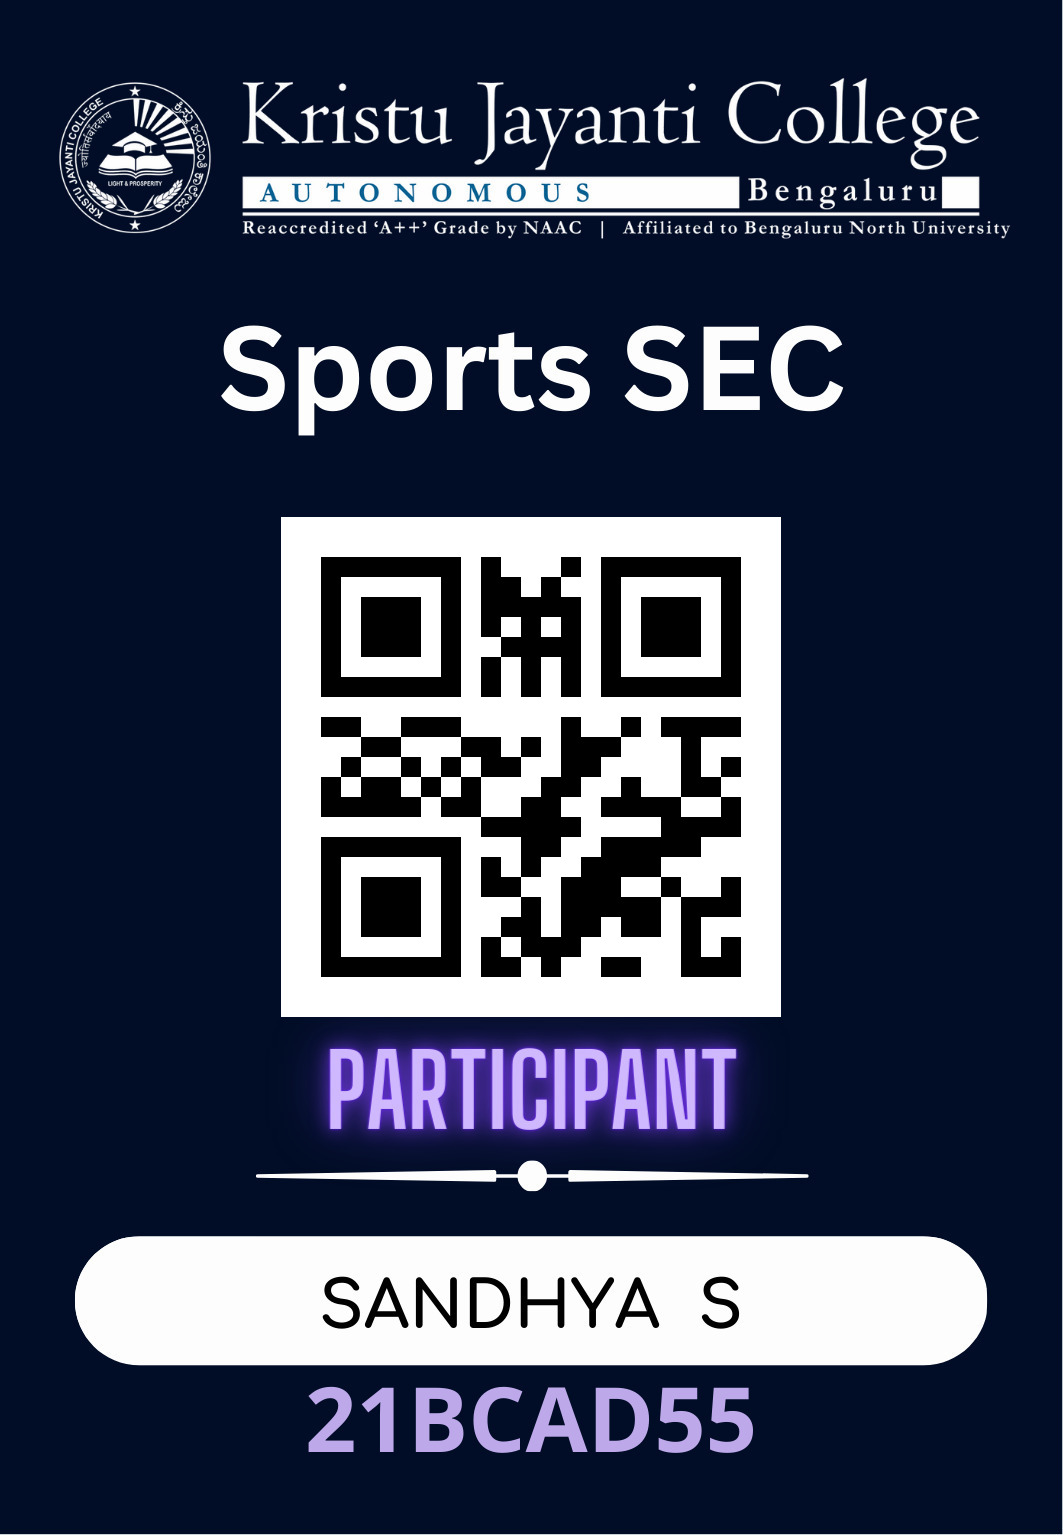 Kristu Jayanti College
AUTONOMOUS Bengaluru
Reaccredited ‘A++’ Grade by NAAC | Affiliated to Bengaluru North University
KRISTU JAYANTI COLLEGE
LIGHT & PROSPERITY
Sports SEC
PARTICIPANT
SANDHYA S
21BCAD55